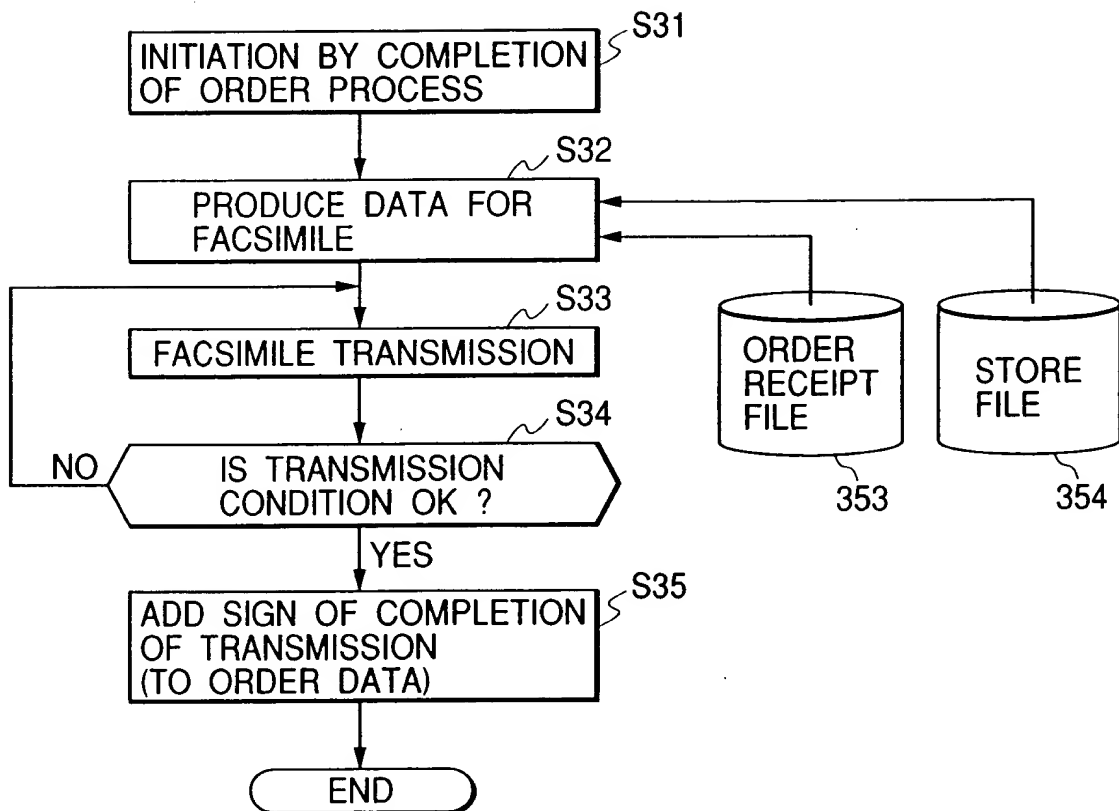 S31
INITIATION BY COMPLETION
OF ORDER PROCESS
S32
PRODUCE DATA FOR
FACSIMILE
S33
FACSIMILE TRANSMISSION
ORDER
RECEIPT
FILE
353
STORE
FILE
354
S34
NO
IS TRANSMISSION
CONDITION OK ?
YES
S35
ADD SIGN OF COMPLETION
OF TRANSMISSION
(TO ORDER DATA)
END